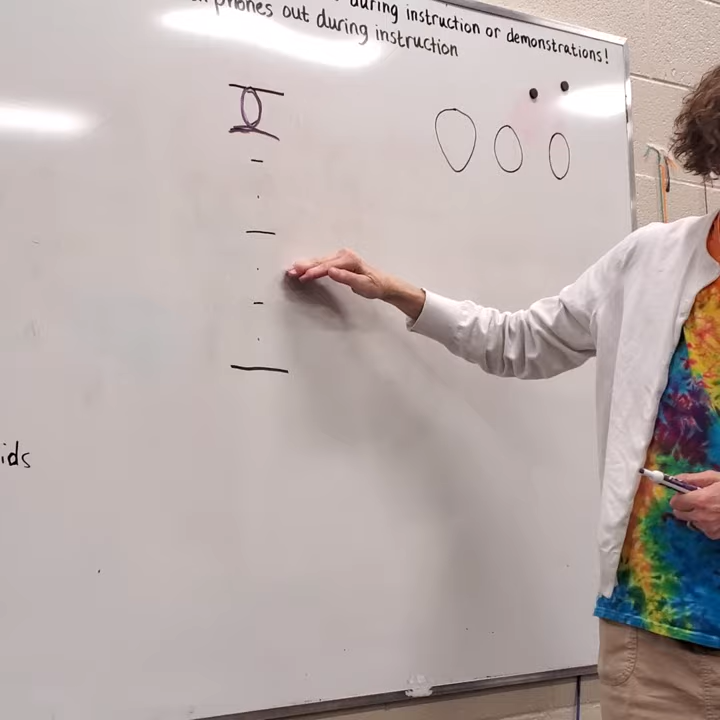 during instruction or demonstrations!
phones out during instruction
ids